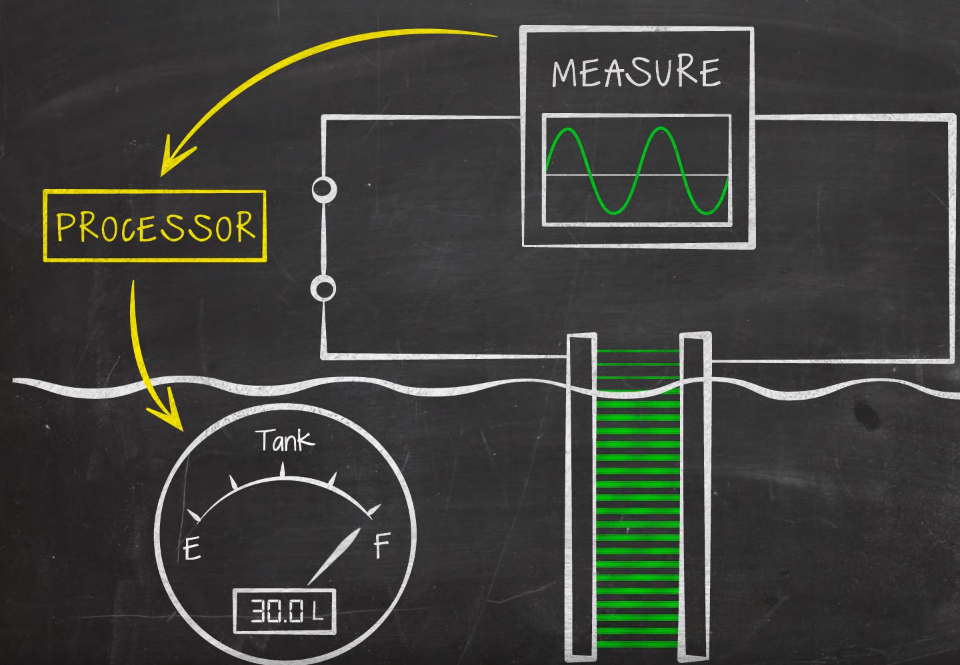 MEASURE
PROCESSOR
Tank
E F
30.0 L